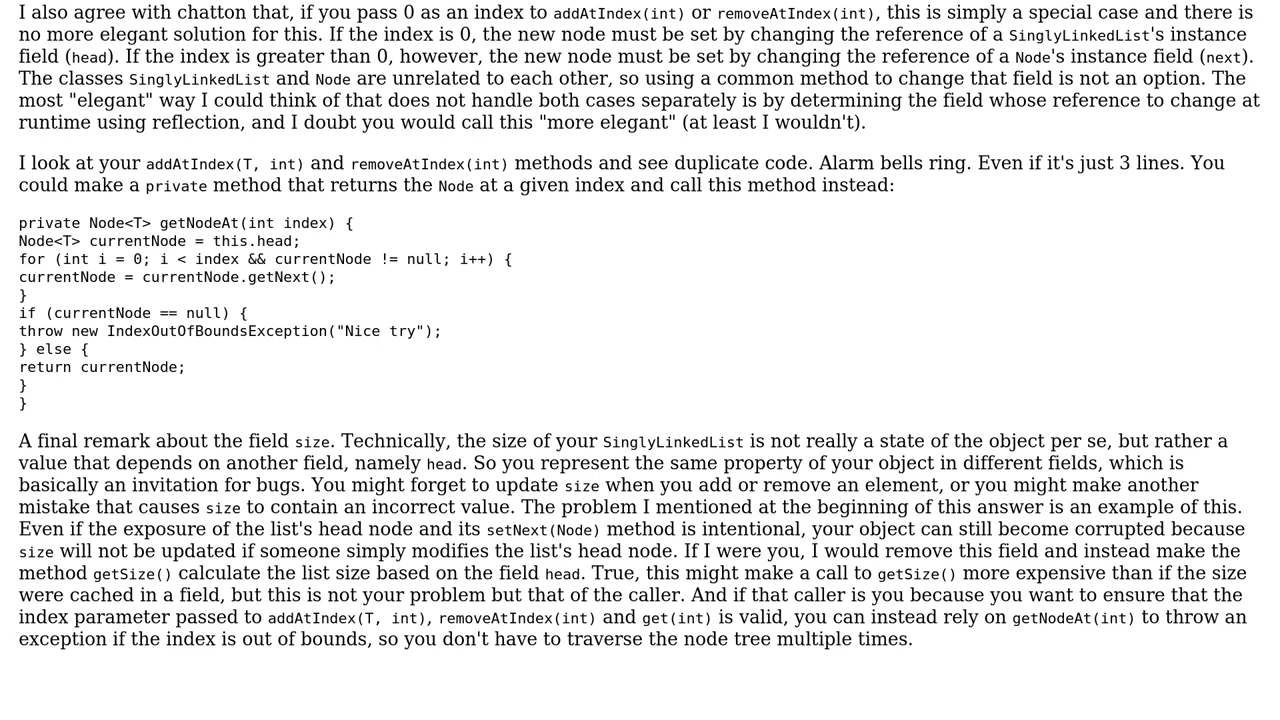 I also agree with chatton that, if you pass 0 as an index to addAtIndex(int) or removeAtIndex(int), this is simply a special case and there is
no more elegant solution for this. If the index is 0, the new node must be set by changing the reference of a SinglyLinkedList's instance
field (head). If the index is greater than 0, however, the new node must be set by changing the reference of a Node's instance field (next).
The classes SinglyLinkedList and Node are unrelated to each other, so using a common method to change that field is not an option. The
most "elegant" way I could think of that does not handle both cases separately is by determining the field whose reference to change at
runtime using reflection, and I doubt you would call this "more elegant" (at least I wouldn't).
I look at your addAtIndex(T, int) and removeAtIndex(int) methods and see duplicate code. Alarm bells ring. Even if it's just 3 lines. You
could make a private method that returns the Node at a given index and call this method instead:
private Node<T> getNodeAt(int index) {
Node<T> currentNode = this.head;
for (int i = 0; i < index && currentNode != null; i++) {
currentNode = currentNode.getNext();
}
if (currentNode == null) {
throw new IndexOutOfBoundsException("Nice try");
} else {
return currentNode;
}
}
A final remark about the field size. Technically, the size of your SinglyLinkedList is not really a state of the object per se, but rather a
value that depends on another field, namely head. So you represent the same property of your object in different fields, which is
basically an invitation for bugs. You might forget to update size when you add or remove an element, or you might make another
mistake that causes size to contain an incorrect value. The problem I mentioned at the beginning of this answer is an example of this.
Even if the exposure of the list's head node and its setNext(Node) method is intentional, your object can still become corrupted because
size will not be updated if someone simply modifies the list's head node. If I were you, I would remove this field and instead make the
method getSize() calculate the list size based on the field head. True, this might make a call to getSize() more expensive than if the size
were cached in a field, but this is not your problem but that of the caller. And if that caller is you because you want to ensure that the
index parameter passed to addAtIndex(T, int), removeAtIndex(int) and get(int) is valid, you can instead rely on getNodeAt(int) to throw an
exception if the index is out of bounds, so you don't have to traverse the node tree multiple times.